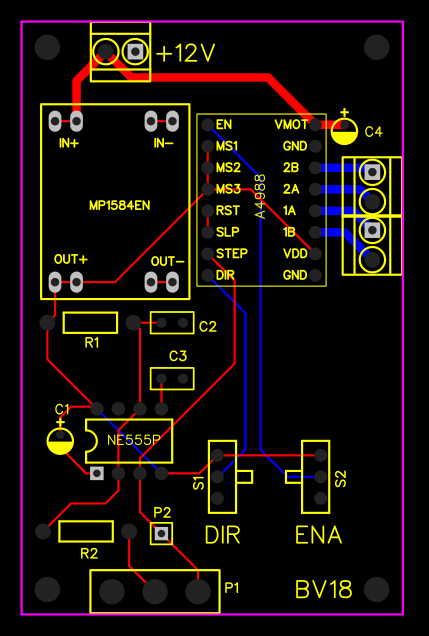 +12V
C4
IN+ IN-
MP1584EN
OUT+ OUT-
EN VMOT
MS1 GND
MS2 2B
MS3 2A
RST 1A
SLP 1B
STEP VDD
DIR GND
A4988
R1
C2
C3
C1
NE555P
S1
S2
R2
P2
DIR ENA
P1
BV18